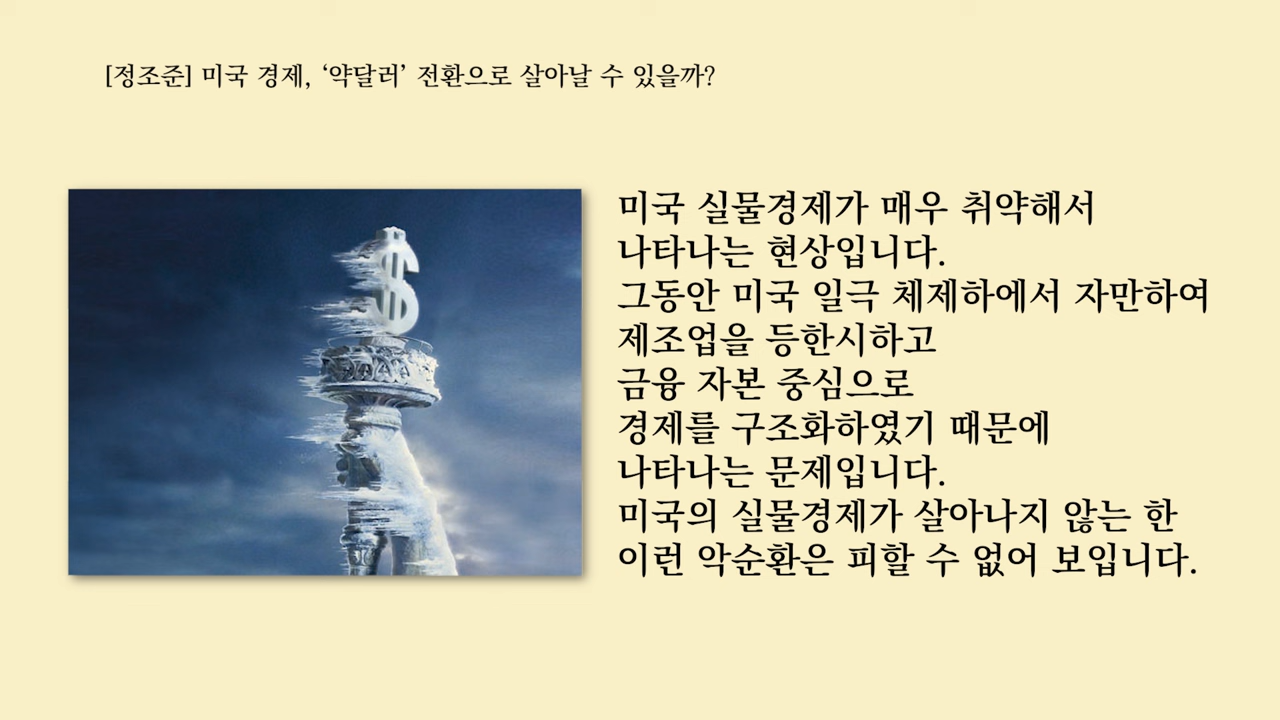 [정조준] 미국 경제, ‘약달러’ 전환으로 살아날 수 있을까?
미국 실물경제가 매우 취약해서
나타나는 현상입니다.
그동안 미국 일극 체제하에서 자만하여
제조업을 등한시하고
금융 자본 중심으로
경제를 구조화하였기 때문에
나타나는 문제입니다.
미국의 실물경제가 살아나지 않는 한
이런 악순환은 피할 수 없어 보입니다.
$